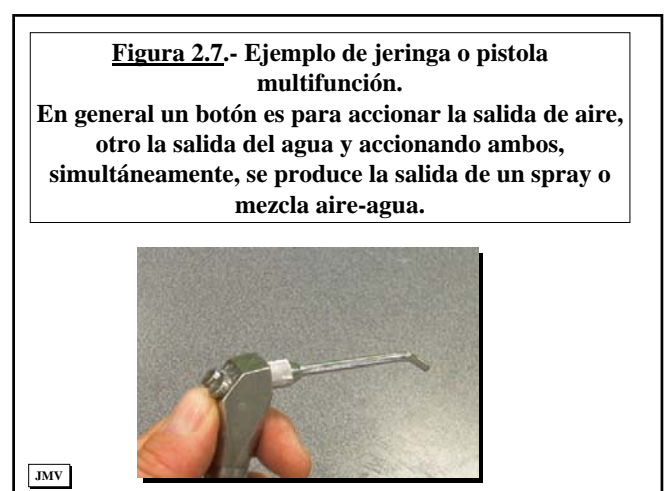 Figura 2.7.- Ejemplo de jeringa o pistola
multifunción.
En general un botón es para accionar la salida de aire,
otro la salida del agua y accionando ambos,
simultáneamente, se produce la salida de un spray o
mezcla aire-agua.
JMV